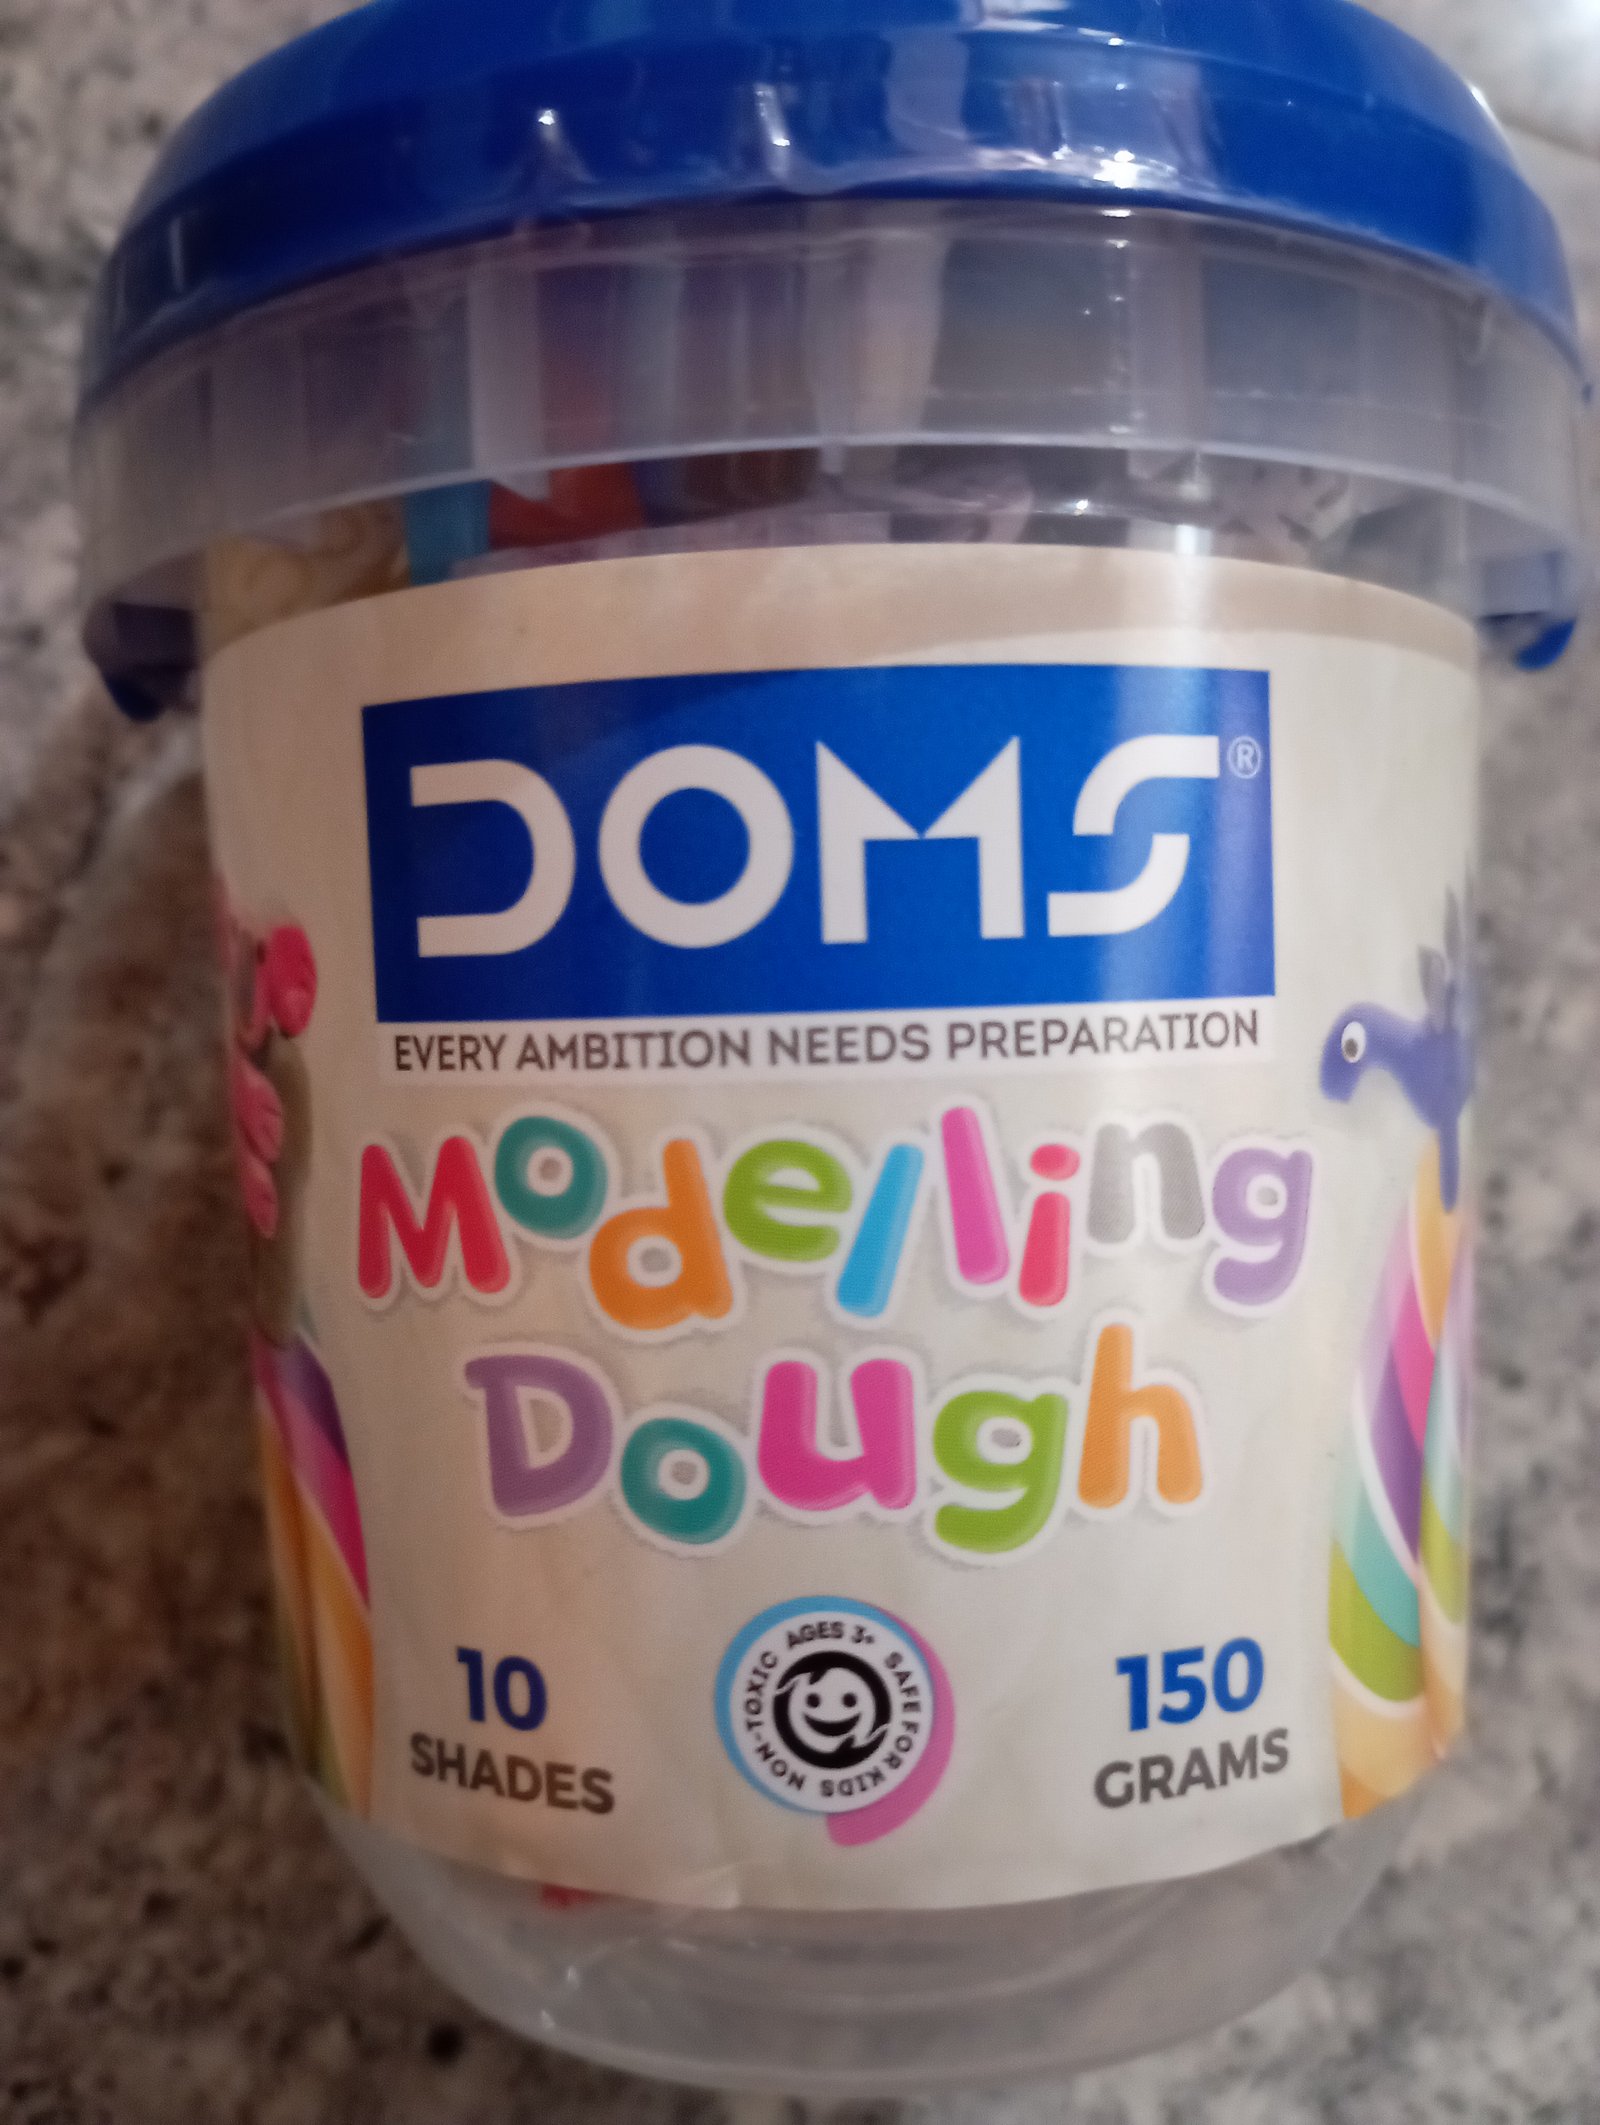 DOMS®
EVERY AMBITION NEEDS PREPARATION
Modelling
Dough
10
SHADES
NON-TOXIC AGES 3+ SAFE FOR KIDS
150
GRAMS